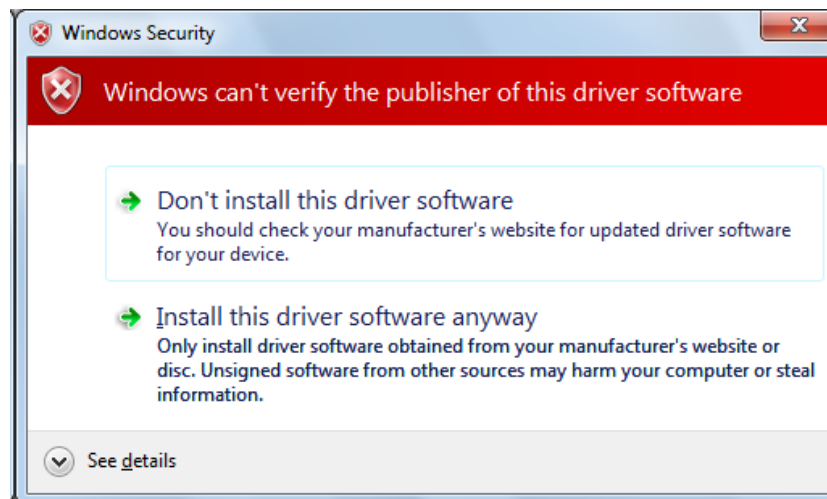 Windows Security
Windows can't verify the publisher of this driver software
Don't install this driver software
You should check your manufacturer's website for updated driver software
for your device.
Install this driver software anyway
Only install driver software obtained from your manufacturer's website or
disc. Unsigned software from other sources may harm your computer or steal
information.
See details